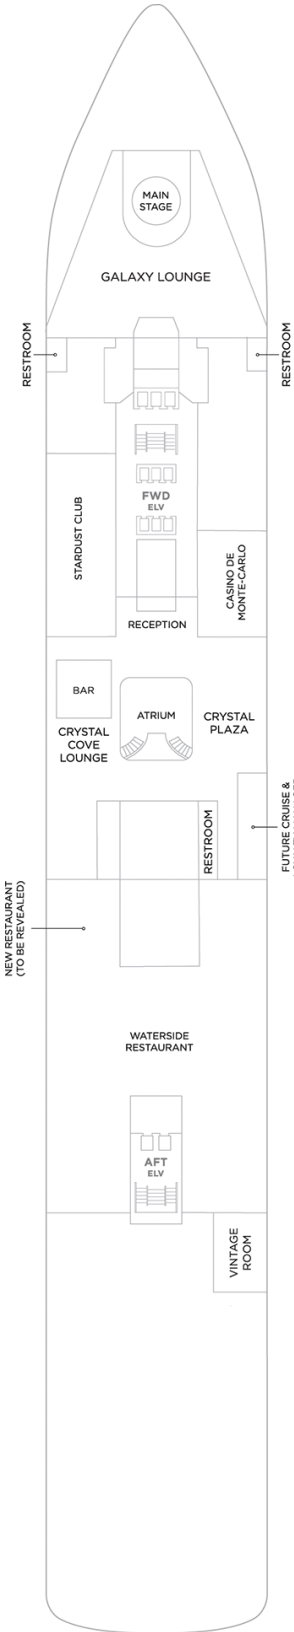 MAIN
STAGE
GALAXY LOUNGE
RESTROOM
RESTROOM
STARDUST CLUB
FWD
ELV
CASINO DE
MONTE-CARLO
RECEPTION
BAR
CRYSTAL
COVE
LOUNGE
ATRIUM
CRYSTAL
PLAZA
RESTROOM
FUTURE CRUISE &
NEW RESTAURANT
(TO BE REVEALED)
WATERSIDE
RESTAURANT
AFT
ELV
VINTAGE
ROOM